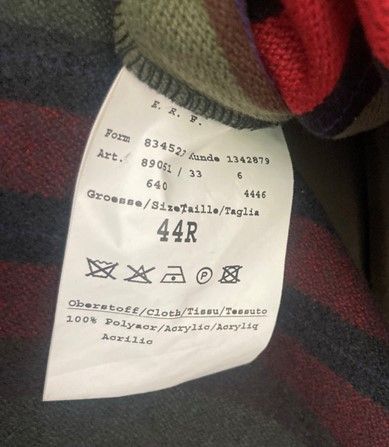 E. R. F.
Form 834527 Kunde 1342879
Art. 89051 / 33 6
640 4446
Groesse/Size/Taille/Taglia
44R
P
Oberstoff/Cloth/Tissu/Tessuto
100% Polyacr/Acrylic/Acryliq
Acrilic